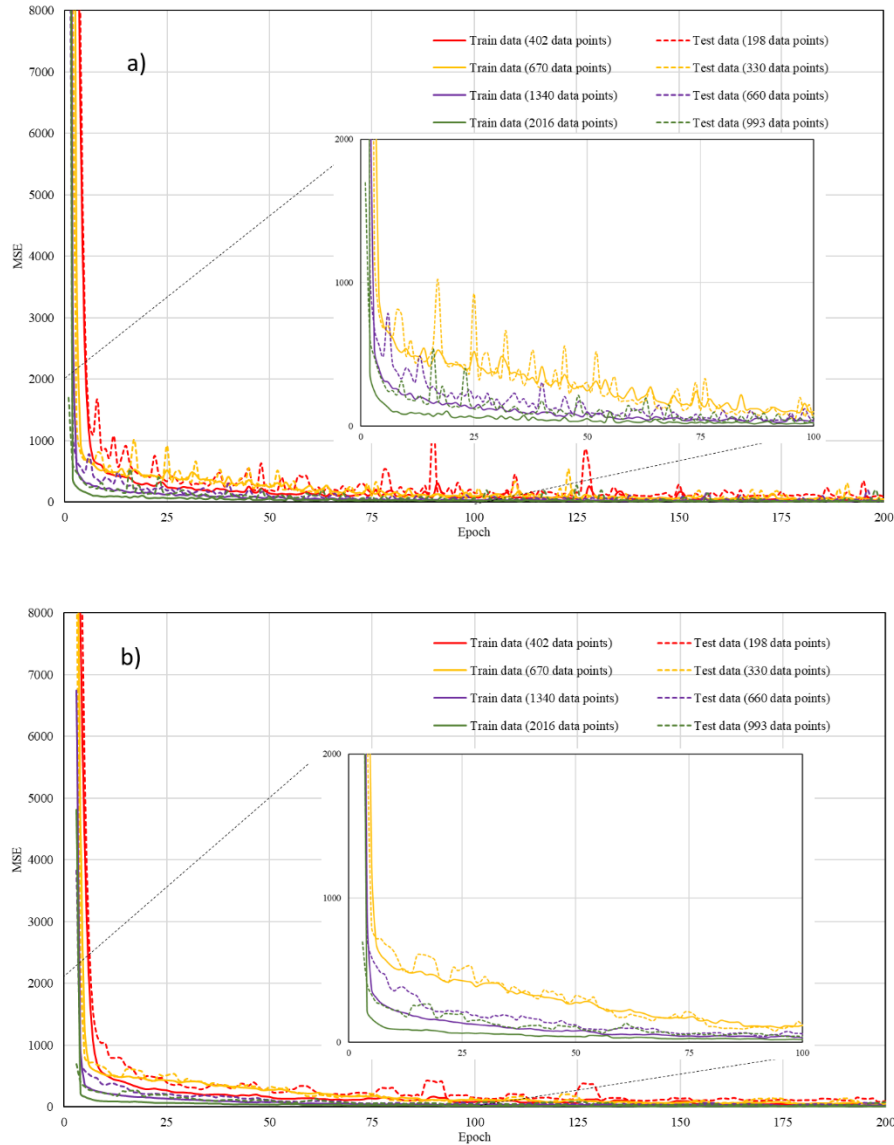 a)
Train data (402 data points) Test data (198 data points)
Train data (670 data points) Test data (330 data points)
Train data (1340 data points) Test data (660 data points)
Train data (2016 data points) Test data (993 data points)
8000
7000
6000
5000
4000
3000
2000
1000
0
MSE
2000
1000
0
0 25 50 75 100
0 25 50 75 100 125 150 175 200
Epoch
b)
Train data (402 data points) Test data (198 data points)
Train data (670 data points) Test data (330 data points)
Train data (1340 data points) Test data (660 data points)
Train data (2016 data points) Test data (993 data points)
8000
7000
6000
5000
4000
3000
2000
1000
0
MSE
2000
1000
0
0 25 50 75 100
0 25 50 75 100 125 150 175 200
Epoch